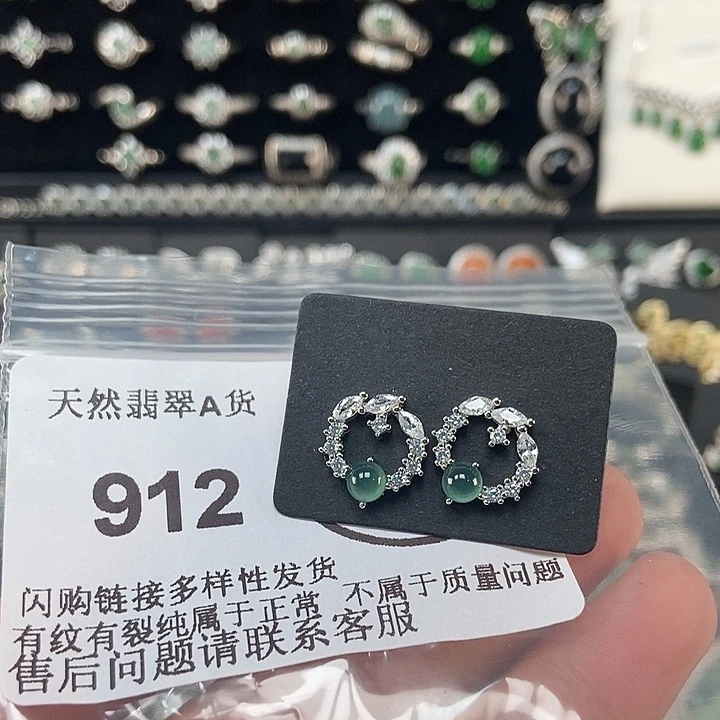 天然翡翠A货
912
闪购链接多样性发货
有纹有裂纯属于正常 不属于质量问题
售后问题请联系客服